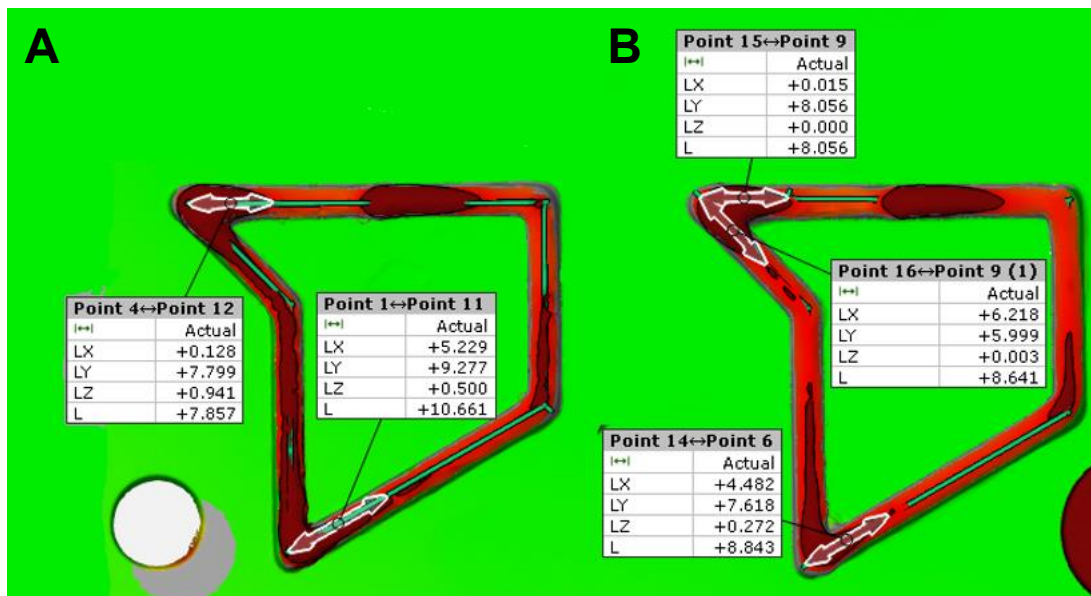 A
B
Point 15↔Point 9
|↔| Actual
LX +0.015
LY +8.056
LZ +0.000
L +8.056
Point 16↔Point 9 (1)
|↔| Actual
LX +6.218
LY +5.999
LZ +0.003
L +8.641
Point 4↔Point 12
|↔| Actual
LX +0.128
LY +7.799
LZ +0.941
L +7.857
Point 1↔Point 11
|↔| Actual
LX +5.229
LY +9.277
LZ +0.500
L +10.661
Point 14↔Point 6
|↔| Actual
LX +4.482
LY +7.618
LZ +0.272
L +8.843